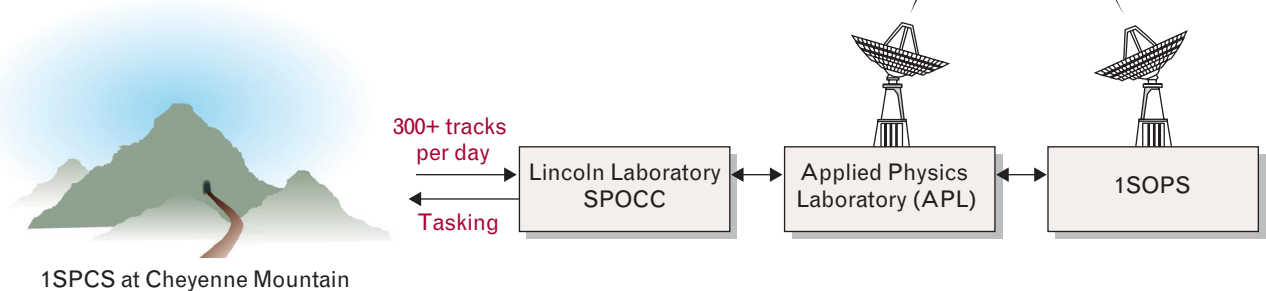 300+ tracks
per day
Tasking
Lincoln Laboratory
SPOCC
Applied Physics
Laboratory (APL)
1SOPS
1SPCS at Cheyenne Mountain